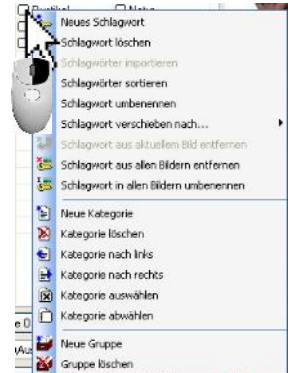 Neues Schlagwort
Schlagwort löschen
Schlagwörter importieren
Schlagwörter sortieren
Schlagwort umbenennen
Schlagwort verschieben nach...
Schlagwort aus aktuellem Bild entfernen
Schlagwort aus allen Bildern entfernen
Schlagwort in allen Bildern umbenennen
Neue Kategorie
Kategorie löschen
Kategorie nach links
Kategorie nach rechts
Kategorie auswählen
Kategorie abwählen
Neue Gruppe
Gruppe löschen